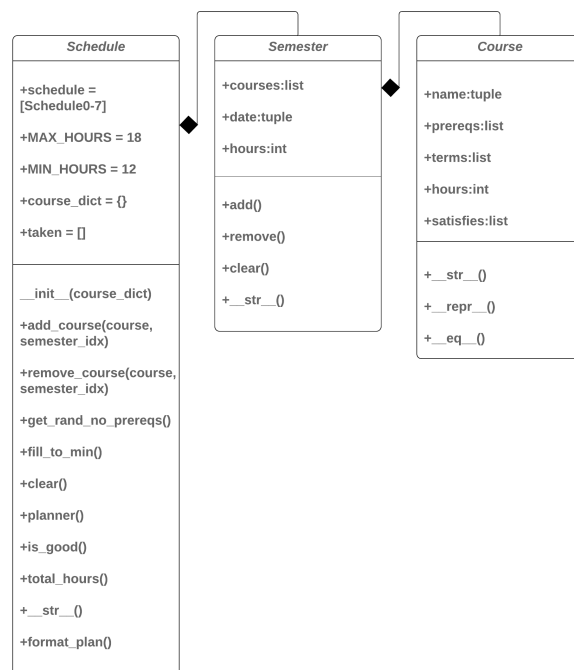 Schedule
+schedule =
[Schedule0-7]
+MAX_HOURS = 18
+MIN_HOURS = 12
+course_dict = {}
+taken = []
__init__(course_dict)
+add_course(course,
semester_idx)
+remove_course(course,
semester_idx)
+get_rand_no_prereqs()
+fill_to_min()
+clear()
+planner()
+is_good()
+total_hours()
+__str__()
+format_plan()
Semester
+courses:list
+date:tuple
+hours:int
+add()
+remove()
+clear()
+__str__()
Course
+name:tuple
+prereqs:list
+terms:list
+hours:int
+satisfies:list
+__str__()
+__repr__()
+__eq__()